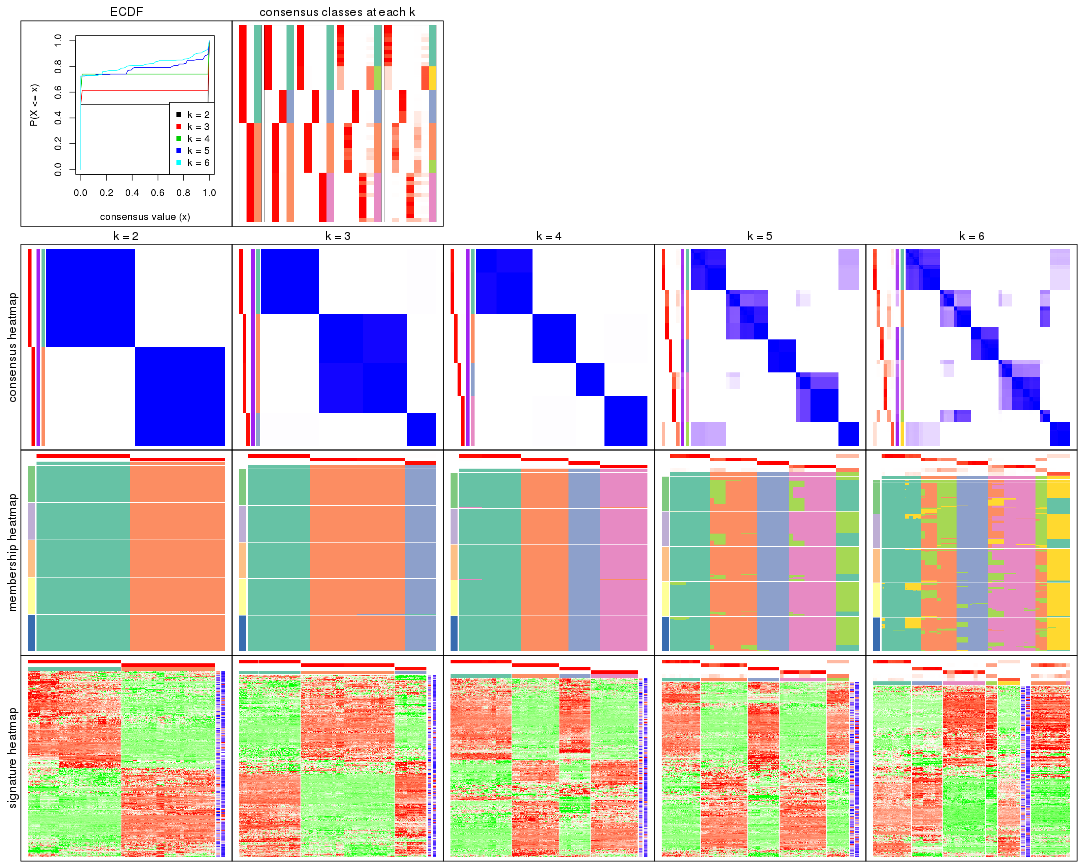 ECDF
consensus classes at each k
P(X <= x)
1.0
0.8
0.6
0.4
0.2
0.0
k = 2
k = 3
k = 4
k = 5
k = 6
0.0 0.2 0.4 0.6 0.8 1.0
consensus value (x)
k = 2
k = 3
k = 4
k = 5
k = 6
consensus heatmap
membership heatmap
signature heatmap